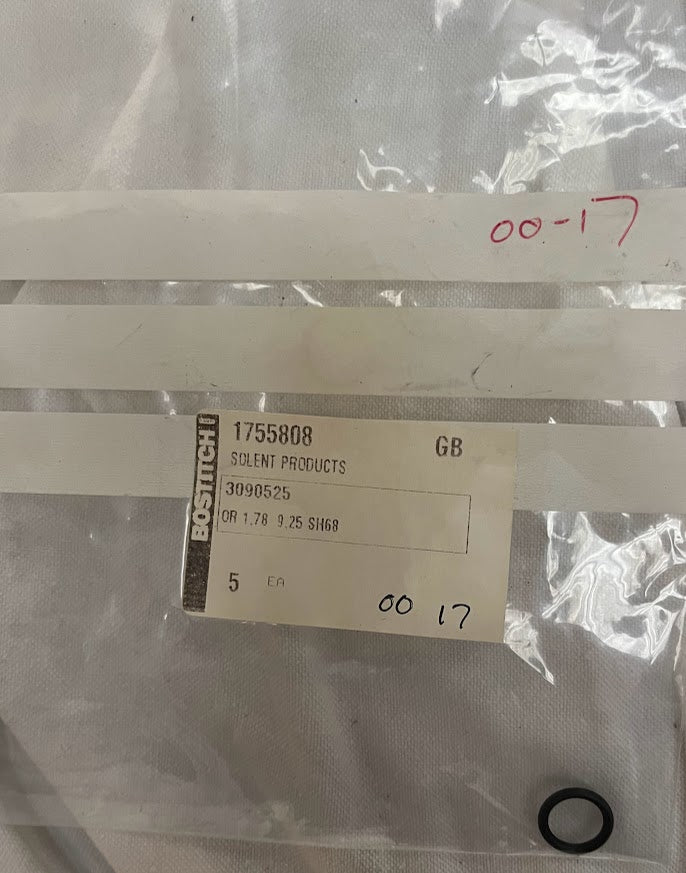 00-17
BOSTITCH
1755808 GB
SOLENT PRODUCTS
3090525
OR 1.78 9.25 SH68
5 EA
00 17